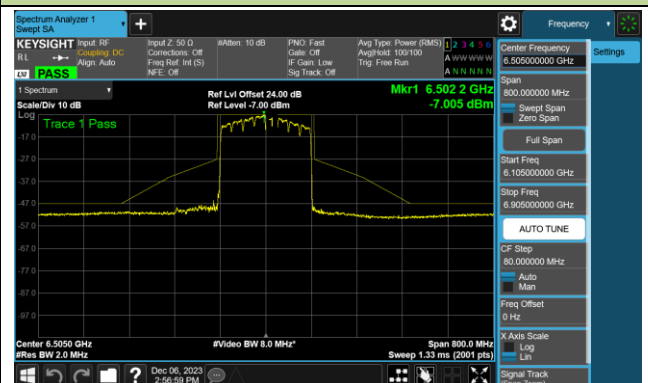 Spectrum Analyzer 1
Swept SA
Frequency
KEYSIGHT
Input: RF
Coupling: DC
Align: Auto
Input Z: 50 Ω
Corrections: Off
Freq Ref: Int (S)
NFE: Off
#Atten: 10 dB
PNO: Fast
Gate: Off
IF Gain: Low
Sig Track: Off
Avg Type: Power (RMS)
Avg|Hold: 100/100
Trig: Free Run
1 2 3 4 5 6
A W W W W W
A N N N N N
RL
LXI
PASS
1 Spectrum
Scale/Div 10 dB
Ref Lvl Offset 24.00 dB
Ref Level -7.00 dBm
Mkr1 6.502 2 GHz
-7.005 dBm
Log
Trace 1 Pass
1
-17.0
-27.0
-37.0
-47.0
-57.0
-67.0
-77.0
-87.0
-97.0
Center 6.5050 GHz
#Res BW 2.0 MHz
#Video BW 8.0 MHz*
Span 800.0 MHz
Sweep 1.33 ms (2001 pts)
Dec 06, 2023
2:56:59 PM
Center Frequency
6.505000000 GHz
Settings
Span
800.000000 MHz
Swept Span
Zero Span
Full Span
Start Freq
6.105000000 GHz
Stop Freq
6.905000000 GHz
AUTO TUNE
CF Step
80.000000 MHz
Auto
Man
Freq Offset
0 Hz
X Axis Scale
Log
Lin
Signal Track